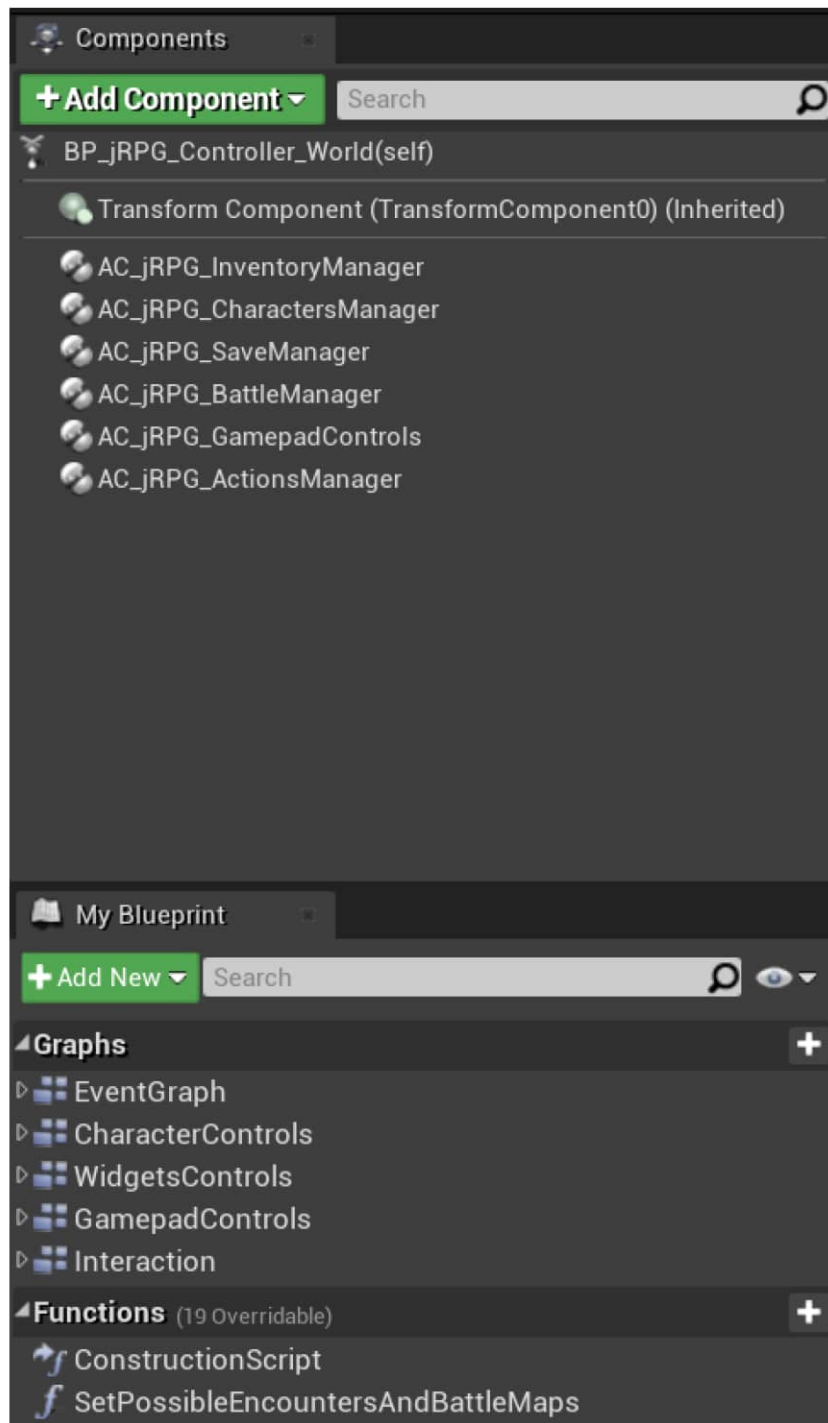 Components
Add Component
Search
BP_jRPG_Controller_World(self)
Transform Component (TransformComponent0) (Inherited)
AC_jRPG_InventoryManager
AC_jRPG_CharactersManager
AC_jRPG_SaveManager
AC_jRPG_BattleManager
AC_jRPG_GamepadControls
AC_jRPG_ActionsManager
My Blueprint
Add New
Search
Graphs
EventGraph
CharacterControls
WidgetsControls
GamepadControls
Interaction
Functions (19 Overridable)
ConstructionScript
SetPossibleEncountersAndBattleMaps